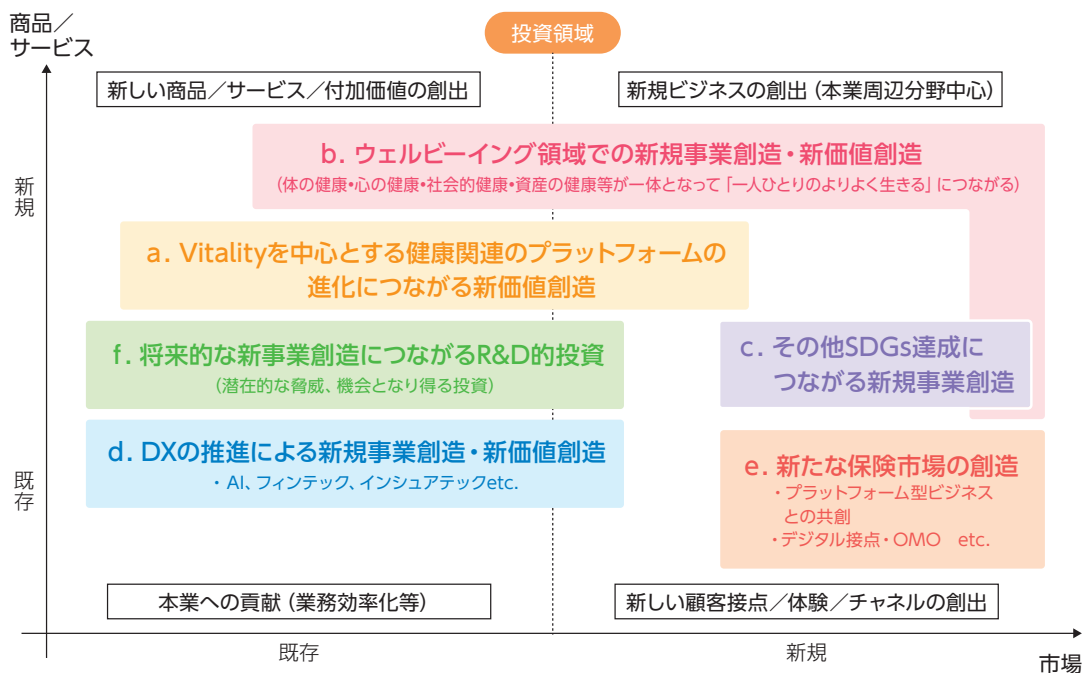 商品／
サービス
投資領域
新しい商品／サービス／付加価値の創出
新規ビジネスの創出（本業周辺分野中心）
b. ウェルビーイング領域での新規事業創造・新価値創造
（体の健康・心の健康・社会的健康・資産の健康等が一体となって「一人ひとりのよりよく生きる」につながる）
新規
a. Vitalityを中心とする健康関連のプラットフォームの
進化につながる新価値創造
f. 将来的な新事業創造につながるR&D的投資
（潜在的な脅威、機会となり得る投資）
c. その他SDGs達成に
つながる新規事業創造
d. DXの推進による新規事業創造・新価値創造
・AI、フィンテック、インシュアテックetc.
既存
e. 新たな保険市場の創造
・プラットフォーム型ビジネス
との共創
・デジタル接点・OMO　etc.
本業への貢献（業務効率化等）
新しい顧客接点／体験／チャネルの創出
既存
新規
市場